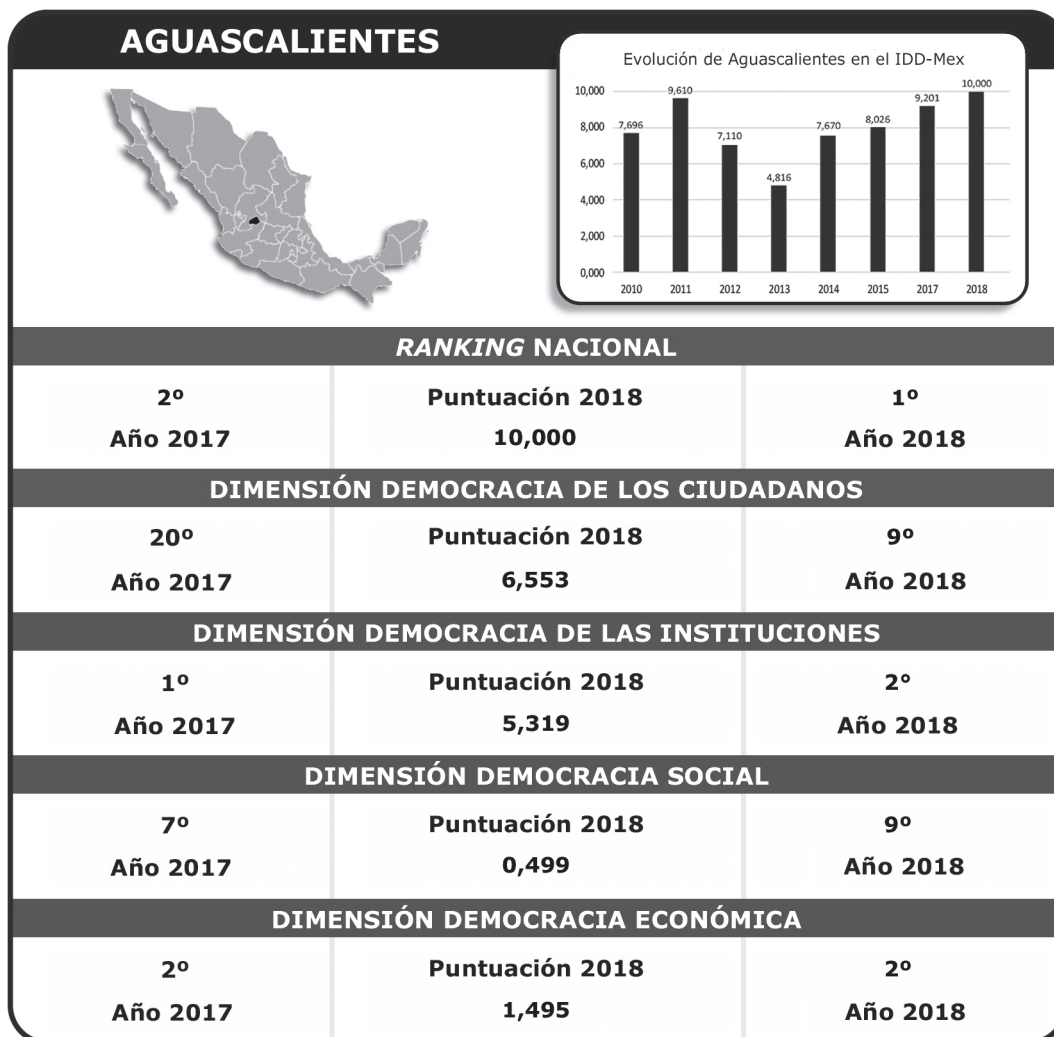 AGUASCALIENTES
Evolución de Aguascalientes en el IDD-Mex
10,000
8,000
6,000
4,000
2,000
0,000
7,696
9,610
7,110
4,816
7,670
8,026
9,201
10,000
2010 2011 2012 2013 2014 2015 2017 2018
RANKING NACIONAL
2º Puntuación 2018 1º
Año 2017 10,000 Año 2018
DIMENSIÓN DEMOCRACIA DE LOS CIUDADANOS
20º Puntuación 2018 9º
Año 2017 6,553 Año 2018
DIMENSIÓN DEMOCRACIA DE LAS INSTITUCIONES
1º Puntuación 2018 2°
Año 2017 5,319 Año 2018
DIMENSIÓN DEMOCRACIA SOCIAL
7º Puntuación 2018 9º
Año 2017 0,499 Año 2018
DIMENSIÓN DEMOCRACIA ECONÓMICA
2º Puntuación 2018 2º
Año 2017 1,495 Año 2018